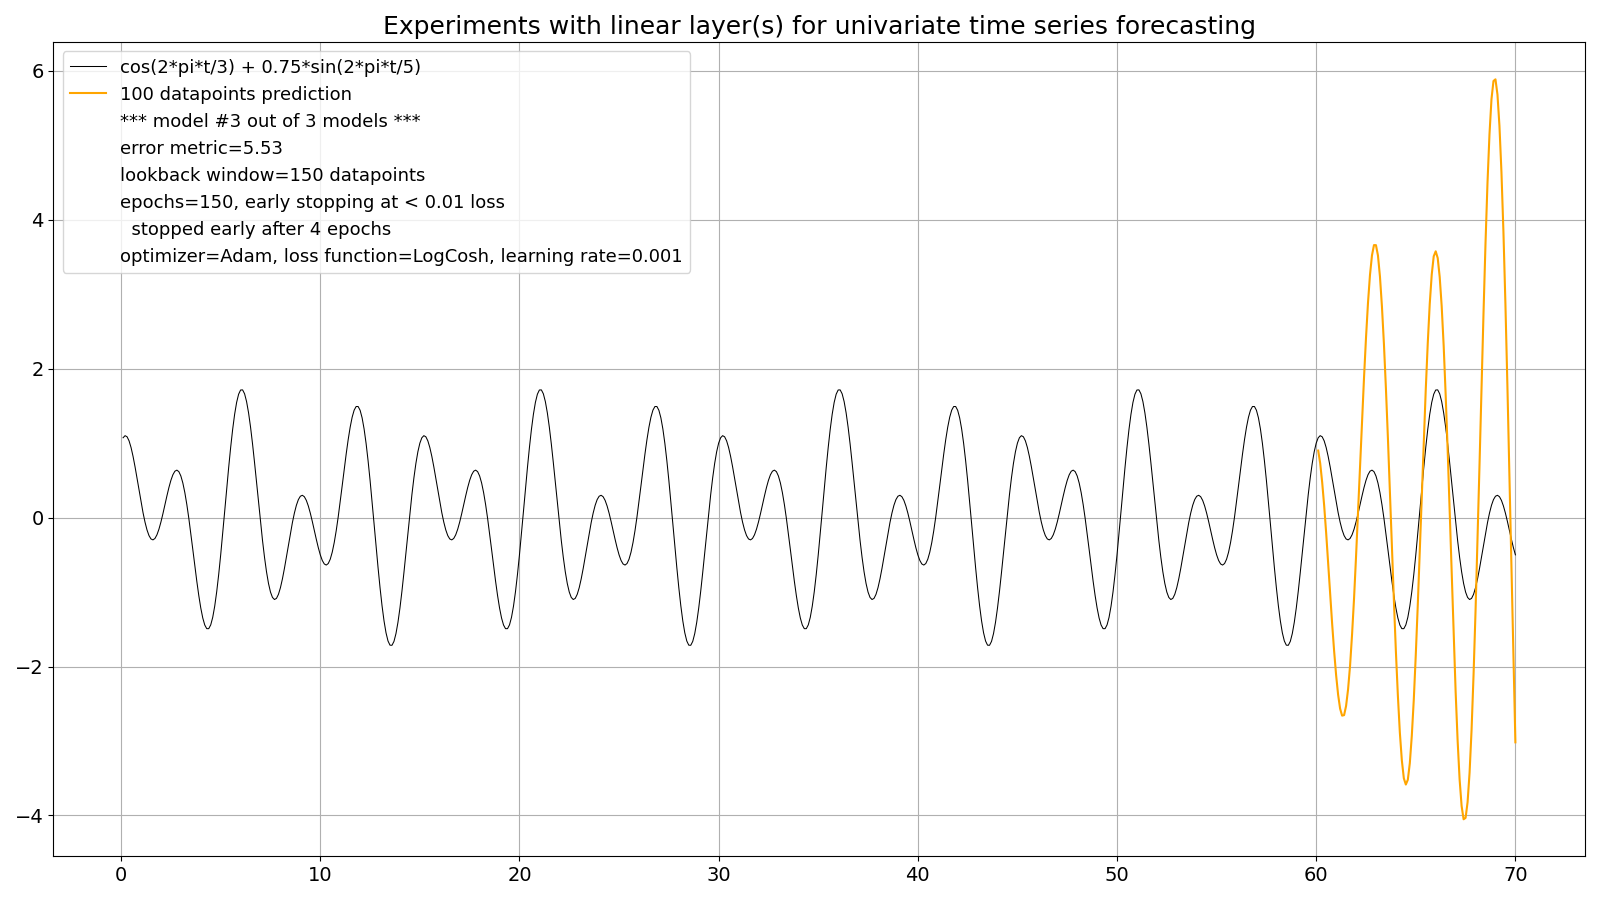 Experiments with linear layer(s) for univariate time series forecasting
cos(2*pi*t/3) + 0.75*sin(2*pi*t/5)
100 datapoints prediction
*** model #3 out of 3 models ***
error metric=5.53
lookback window=150 datapoints
epochs=150, early stopping at < 0.01 loss
stopped early after 4 epochs
optimizer=Adam, loss function=LogCosh, learning rate=0.001
6
4
2
0
−2
−4
0 10 20 30 40 50 60 70